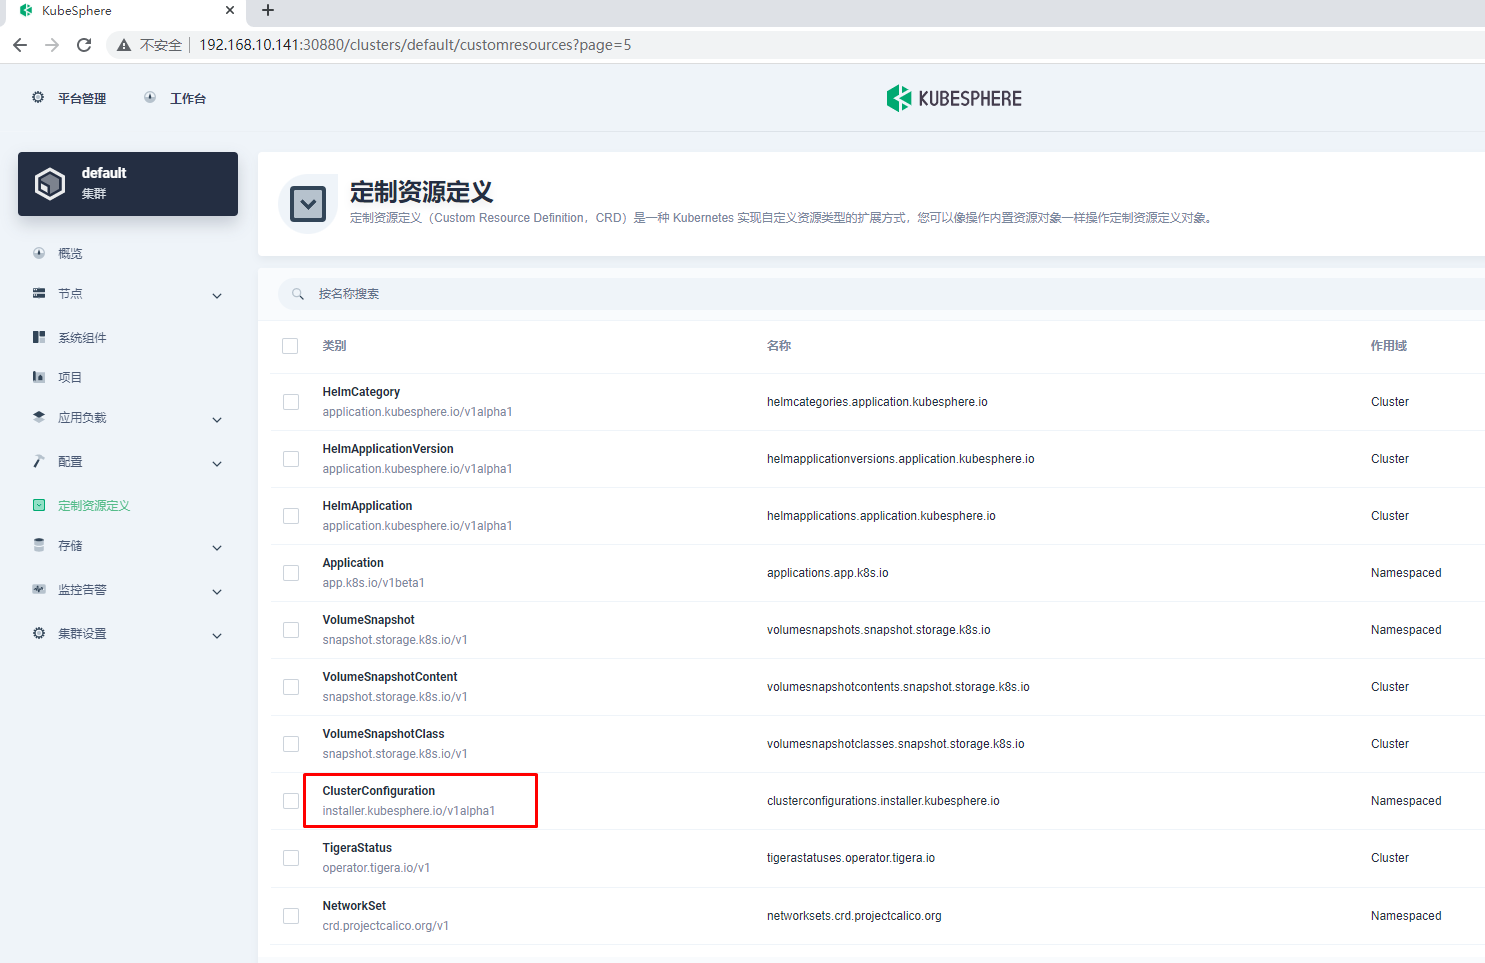 KubeSphere
不安全
192.168.10.141:30880/clusters/default/customresources?page=5
平台管理
工作台
KUBESPHERE
default
集群
概览
节点
系统组件
项目
应用负载
配置
定制资源定义
存储
监控告警
集群设置
定制资源定义
定制资源定义（Custom Resource Definition，CRD）是一种 Kubernetes 实现自定义资源类型的扩展方式，您可以像操作内置资源对象一样操作定制资源定义对象。
按名称搜索
类别 名称 作用域
HelmCategory
application.kubesphere.io/v1alpha1
helmcategories.application.kubesphere.io
Cluster
HelmApplicationVersion
application.kubesphere.io/v1alpha1
helmapplicationversions.application.kubesphere.io
Cluster
HelmApplication
application.kubesphere.io/v1alpha1
helmapplications.application.kubesphere.io
Cluster
Application
app.k8s.io/v1beta1
applications.app.k8s.io
Namespaced
VolumeSnapshot
snapshot.storage.k8s.io/v1
volumesnapshots.snapshot.storage.k8s.io
Namespaced
VolumeSnapshotContent
snapshot.storage.k8s.io/v1
volumesnapshotcontents.snapshot.storage.k8s.io
Cluster
VolumeSnapshotClass
snapshot.storage.k8s.io/v1
volumesnapshotclasses.snapshot.storage.k8s.io
Cluster
ClusterConfiguration
installer.kubesphere.io/v1alpha1
clusterconfigurations.installer.kubesphere.io
Namespaced
TigeraStatus
operator.tigera.io/v1
tigerastatuses.operator.tigera.io
Cluster
NetworkSet
crd.projectcalico.org/v1
networksets.crd.projectcalico.org
Namespaced